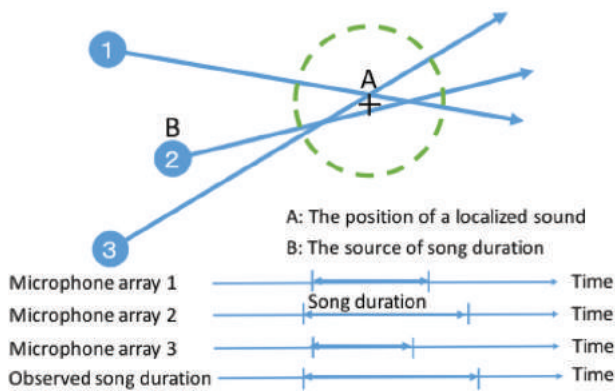 1
A
B
2
3
A: The position of a localized sound
B: The source of song duration
Microphone array 1 Time
Song duration
Microphone array 2 Time
Microphone array 3 Time
Observed song duration Time